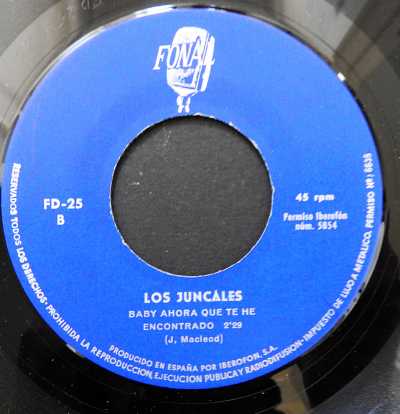 FONAL
FD-25
B
45 rpm
Permiso Iberofón
núm. 5854
LOS JUNCALES
BABY AHORA QUE TE HE
ENCONTRADO 2'29
(J. Macleod)
PRODUCIDO EN ESPAÑA POR IBEROFON, S.A.
RESERVADOS TODOS LOS DERECHOS - PROHIBIDA LA REPRODUCCION, EJECUCION PUBLICA Y RADIODIFUSION - IMPUESTO DE LUJO A METALICO, PERMISO Nº/ 6636